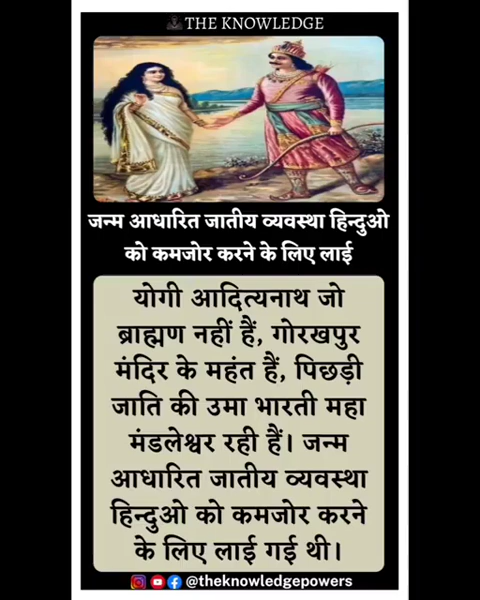 THE KNOWLEDGE
जन्म आधारित जातीय व्यवस्था हिन्दुओ
को कमजोर करने के लिए लाई
योगी आदित्यनाथ जो
ब्राह्मण नहीं हैं, गोरखपुर
मंदिर के महंत हैं, पिछड़ी
जाति की उमा भारती महा
मंडलेश्वर रही हैं। जन्म
आधारित जातीय व्यवस्था
हिन्दुओ को कमजोर करने
के लिए लाई गई थी।
@theknowledgepowers